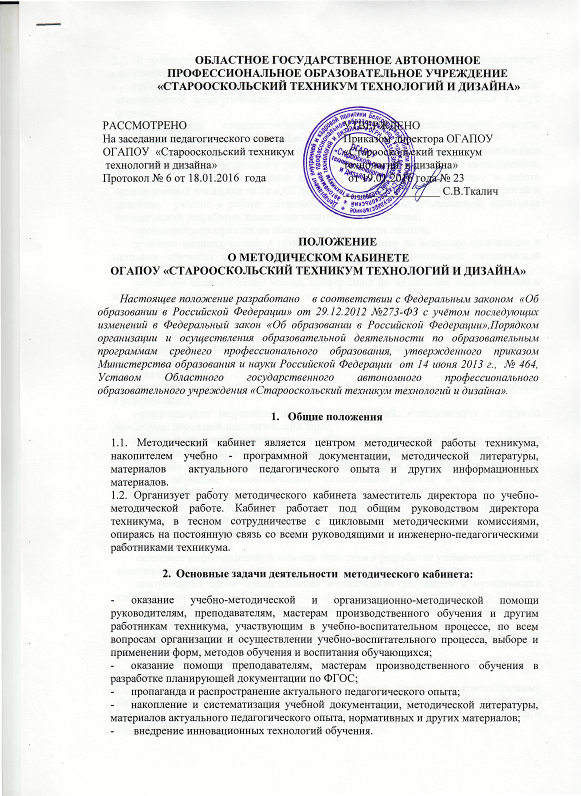 ОБЛАСТНОЕ ГОСУДАРСТВЕННОЕ АВТОНОМНОЕ
ПРОФЕССИОНАЛЬНОЕ ОБРАЗОВАТЕЛЬНОЕ УЧРЕЖДЕНИЕ
«СТАРООСКОЛЬСКИЙ ТЕХНИКУМ ТЕХНОЛОГИЙ И ДИЗАЙНА»
РАССМОТРЕНО
На заседании педагогического совета
ОГАПОУ «Старооскольский техникум
технологий и дизайна»
Протокол № 6 от 18.01.2016 года
УТВЕРЖДЕНО
Приказом директора ОГАПОУ
«Старооскольский техникум
технологий и дизайна»
от 19.01.2016 года № 23
С.В.Ткалич
ПОЛОЖЕНИЕ
О МЕТОДИЧЕСКОМ КАБИНЕТЕ
ОГАПОУ «СТАРООСКОЛЬСКИЙ ТЕХНИКУМ ТЕХНОЛОГИЙ И ДИЗАЙНА»
Настоящее положение разработано в соответствии с Федеральным законом «Об
образовании в Российской Федерации» от 29.12.2012 №273-ФЗ с учётом последующих
изменений в Федеральный закон «Об образовании в Российской Федерации»,Порядком
организации и осуществления образовательной деятельности по образовательным
программам среднего профессионального образования, утвержденного приказом
Министерства образования и науки Российской Федерации от 14 июня 2013 г., № 464,
Уставом Областного государственного автономного профессионального
образовательного учреждения «Старооскольский техникум технологий и дизайна».
1. Общие положения
1.1. Методический кабинет является центром методической работы техникума,
накопителем учебно - программной документации, методической литературы,
материалов актуального педагогического опыта и других информационных
материалов.
1.2. Организует работу методического кабинета заместитель директора по учебно-
методической работе. Кабинет работает под общим руководством директора
техникума, в тесном сотрудничестве с цикловыми методическими комиссиями,
опираясь на постоянную связь со всеми руководящими и инженерно-педагогическими
работниками техникума.
2. Основные задачи деятельности методического кабинета:
- оказание учебно-методической и организационно-методической помощи
руководителям, преподавателям, мастерам производственного обучения и другим
работникам техникума, участвующим в учебно-воспитательном процессе, по всем
вопросам организации и осуществлении учебно-воспитательного процесса, выборе и
применении форм, методов обучения и воспитания обучающихся;
- оказание помощи преподавателям, мастерам производственного обучения в
разработке планирующей документации по ФГОС;
- пропаганда и распространение актуального педагогического опыта;
- накопление и систематизация учебной документации, методической литературы,
материалов актуального педагогического опыта, нормативных и других материалов;
- внедрение инновационных технологий обучения.